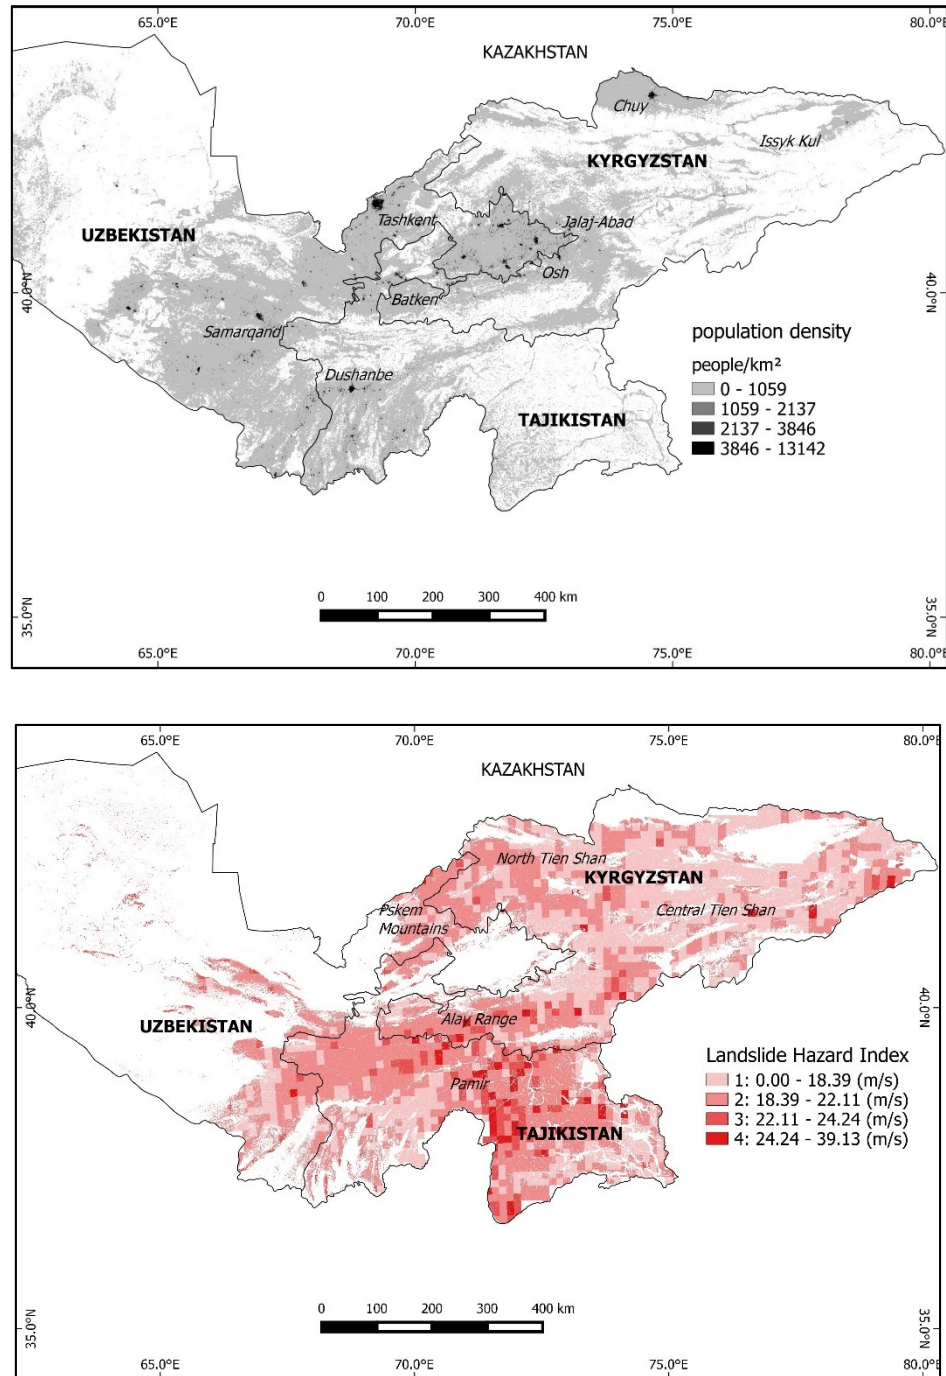 65.0°E 70.0°E 75.0°E 80.0°E
KAZAKHSTAN
Chuy
Issyk Kul
KYRGYZSTAN
Tashkent
Jalaj-Abad
UZBEKISTAN
Osh
40.0°N 40.0°N
Batken
Samarqand
population density
people/km²
Dushanbe
0 - 1059
1059 - 2137
TAJIKISTAN
2137 - 3846
3846 - 13142
0 100 200 300 400 km
35.0°N 35.0°N
65.0°E 70.0°E 75.0°E 80.0°E
65.0°E 70.0°E 75.0°E 80.0°E
KAZAKHSTAN
North Tien Shan
KYRGYZSTAN
Pskem
Mountains
Central Tien Shan
40.0°N 40.0°N
UZBEKISTAN
Alay Range
Landslide Hazard Index
1: 0.00 - 18.39 (m/s)
Pamir
2: 18.39 - 22.11 (m/s)
3: 22.11 - 24.24 (m/s)
TAJIKISTAN
4: 24.24 - 39.13 (m/s)
0 100 200 300 400 km
35.0°N 35.0°N
65.0°E 70.0°E 75.0°E 80.0°E